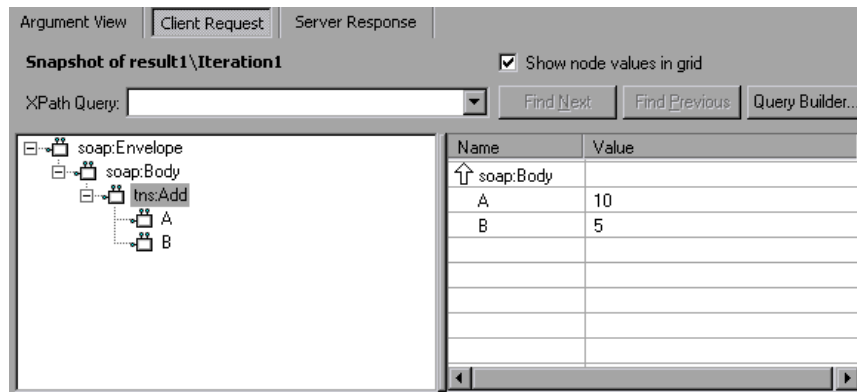 Argument View Client Request Server Response
Snapshot of result1\Iteration1
Show node values in grid
XPath Query:
Find Next Find Previous Query Builder...
soap:Envelope
soap:Body
tns:Add
A
B
Name Value
soap:Body
A 10
B 5